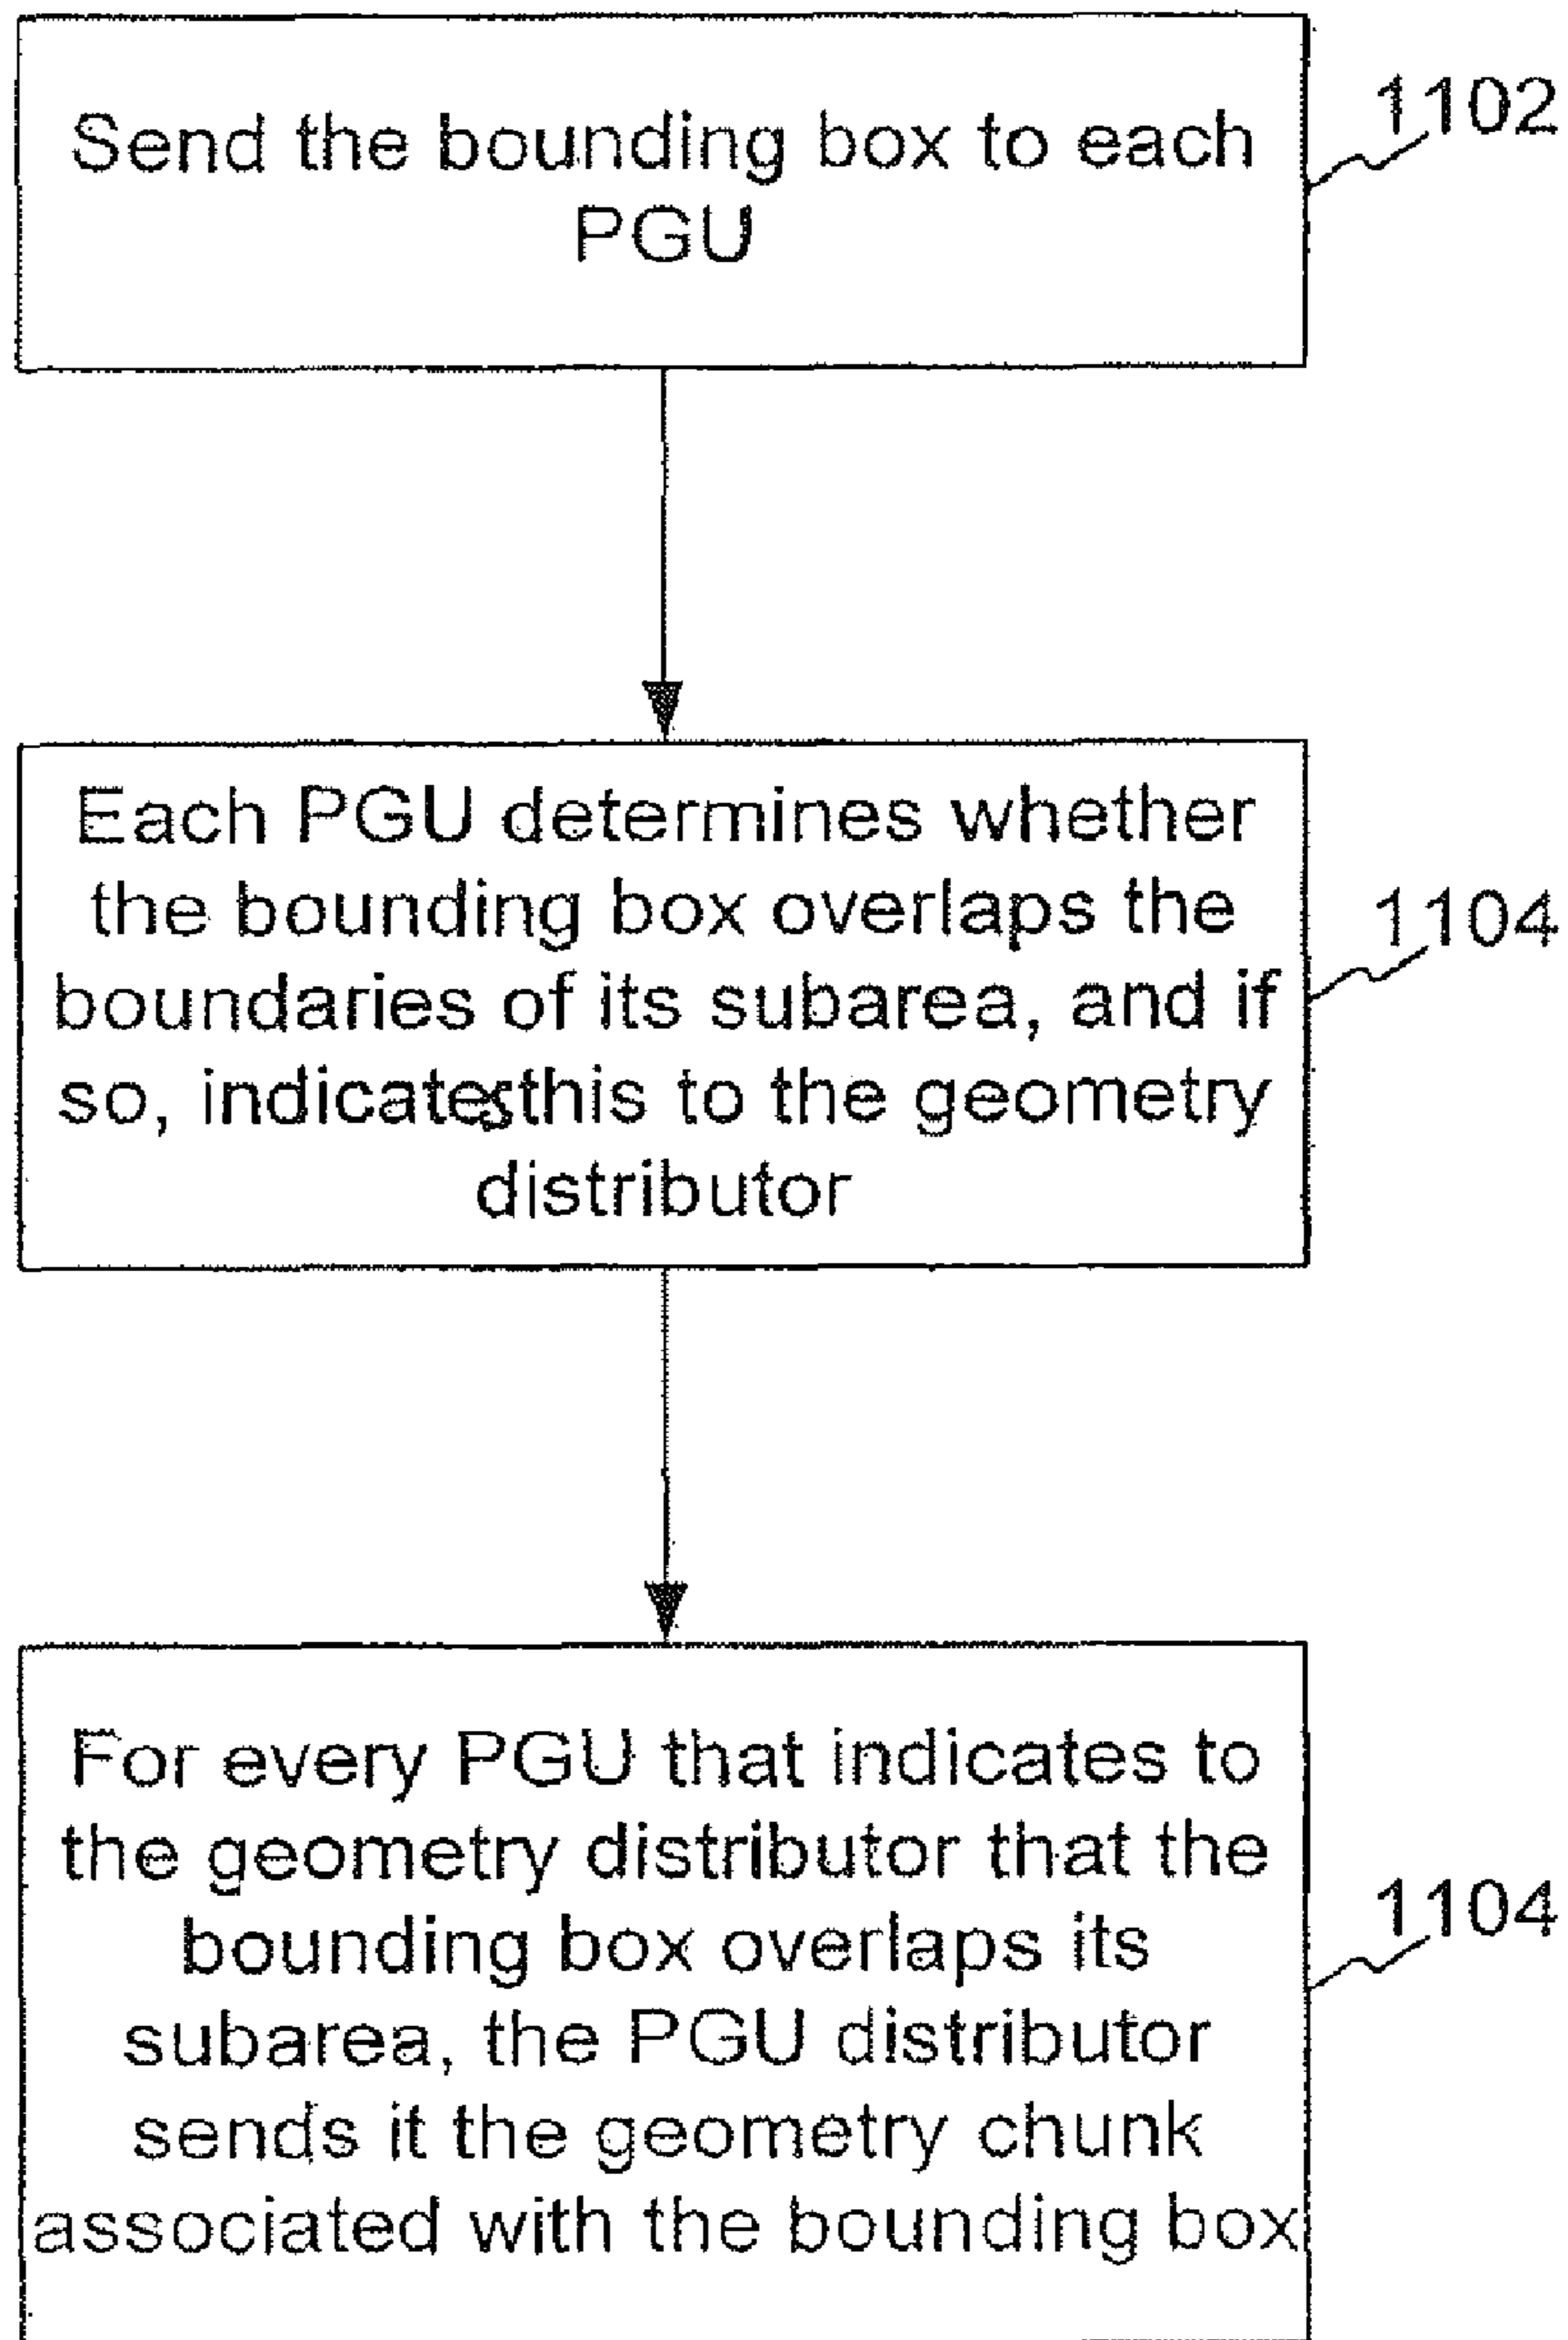 Send the bounding box to each
PGU
1102
Each PGU determines whether
the bounding box overlaps the
boundaries of its subarea, and if
so, indicates this to the geometry
distributor
1104
For every PGU that indicates to
the geometry distributor that the
bounding box overlaps its
subarea, the PGU distributor
sends it the geometry chunk
associated with the bounding box
1104